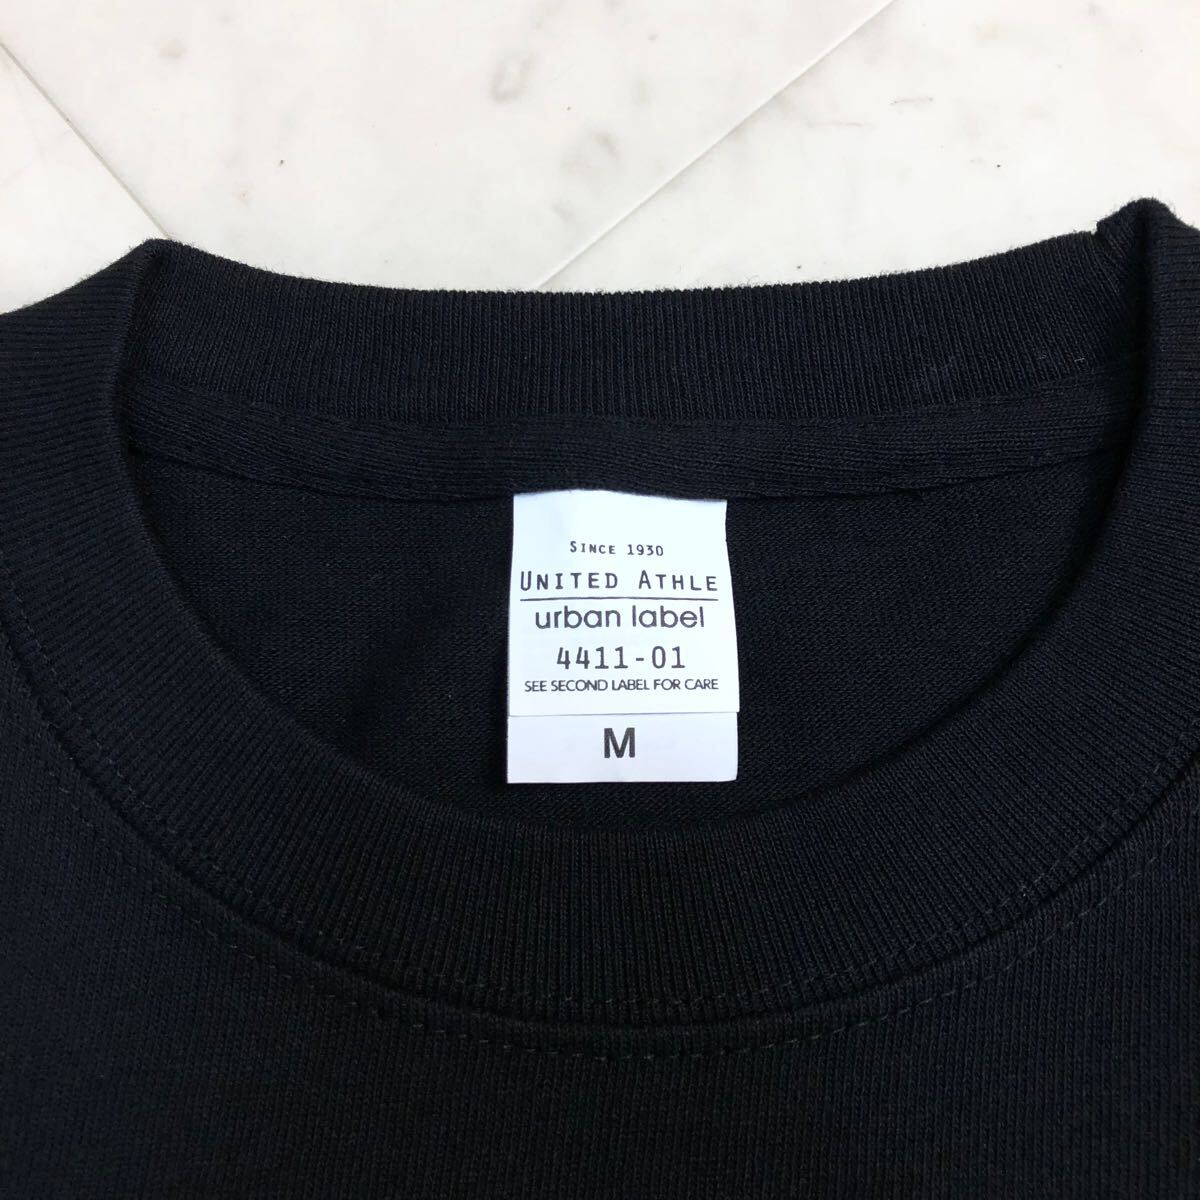 SINCE 1930
UNITED ATHLE
urban label
4411-01
SEE SECOND LABEL FOR CARE
M